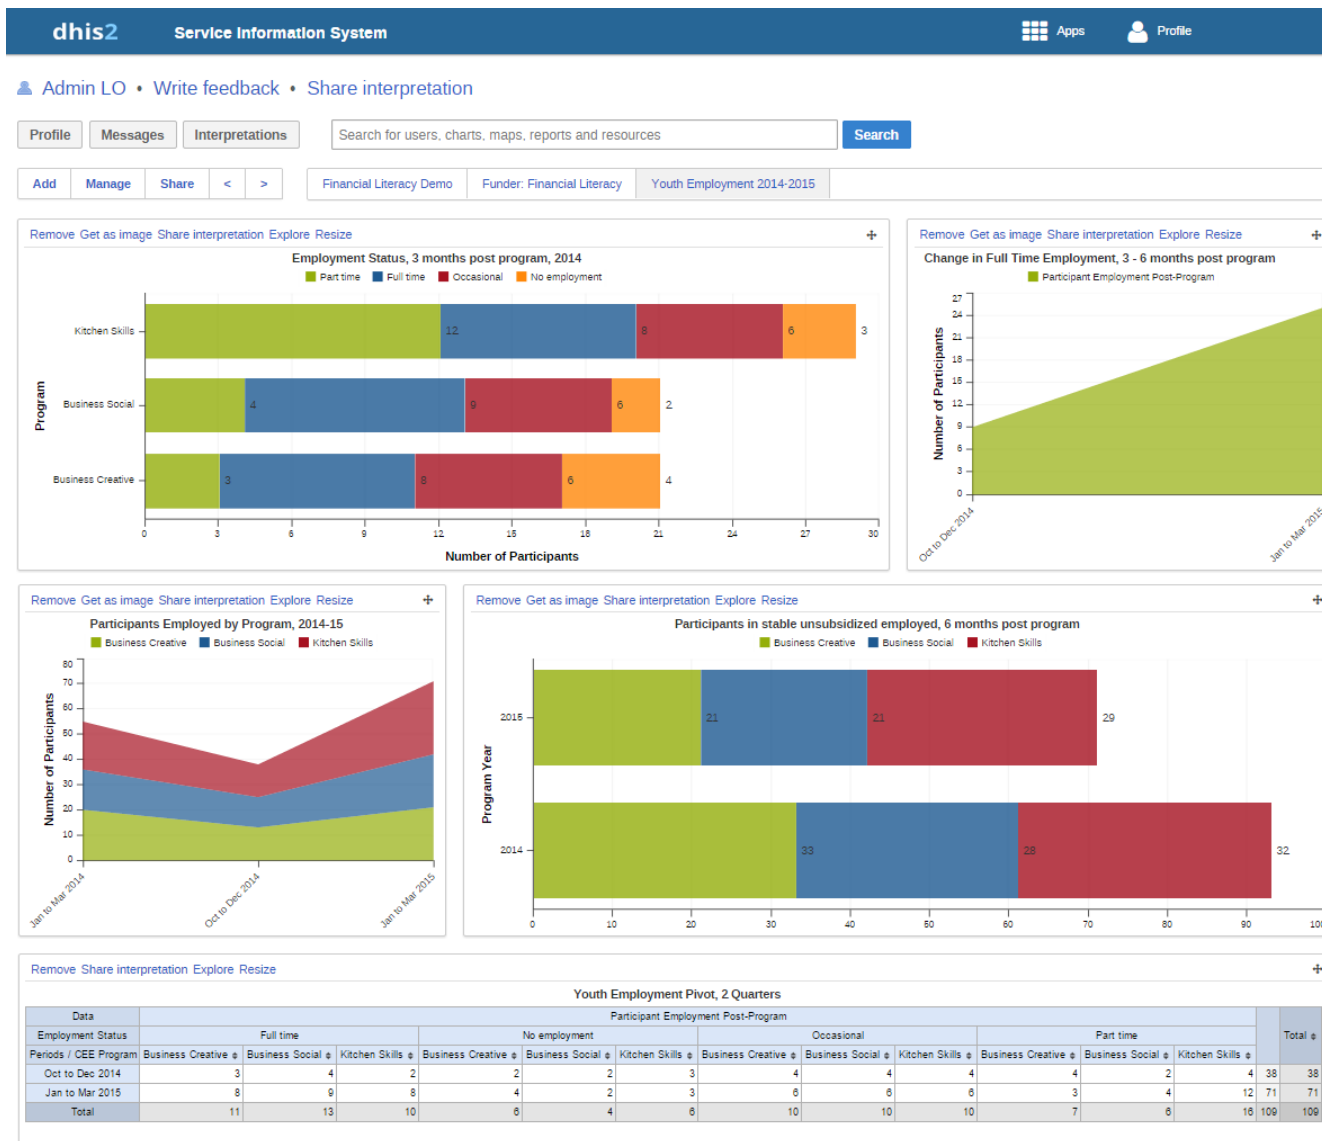 dhis2 Service Information System Apps Profile
Admin LO • Write feedback • Share interpretation
Profile Messages Interpretations Search for users, charts, maps, reports and resources Search
Add Manage Share < > Financial Literacy Demo Funder: Financial Literacy Youth Employment 2014-2015
Remove Get as image Share interpretation Explore Resize
Employment Status, 3 months post program, 2014
Part time Full time Occasional No employment
Kitchen Skills 12 8 6 3
Business Social 4 9 6 2
Business Creative 3 8 6 4
Program
0 3 6 9 12 15 18 21 24 27 30
Number of Participants
Remove Get as image Share interpretation Explore Resize
Change in Full Time Employment, 3 - 6 months post program
Participant Employment Post-Program
27
24
21
18
15
12
9
6
3
0
Number of Participants
Oct to Dec 2014 Jan to Mar 2015
Remove Get as image Share interpretation Explore Resize
Participants Employed by Program, 2014-15
Business Creative Business Social Kitchen Skills
80
70
60
50
40
30
20
10
0
Number of Participants
Jan to Mar 2014 Oct to Dec 2014 Jan to Mar 2015
Remove Get as image Share interpretation Explore Resize
Participants in stable unsubsidized employed, 6 months post program
Business Creative Business Social Kitchen Skills
2015 21 21 29
2014 33 28 32
Program Year
0 10 20 30 40 50 60 70 80 90 100
Remove Share interpretation Explore Resize
Youth Employment Pivot, 2 Quarters
Data Participant Employment Post-Program
Employment Status Full time No employment Occasional Part time Total
Periods / CEE Program Business Creative Business Social Kitchen Skills Business Creative Business Social Kitchen Skills Business Creative Business Social Kitchen Skills Business Creative Business Social Kitchen Skills
Oct to Dec 2014 3 4 2 2 2 3 4 4 4 4 2 4 38 38
Jan to Mar 2015 8 9 8 4 2 3 6 6 6 3 4 12 71 71
Total 11 13 10 6 4 6 10 10 10 7 6 16 109 109